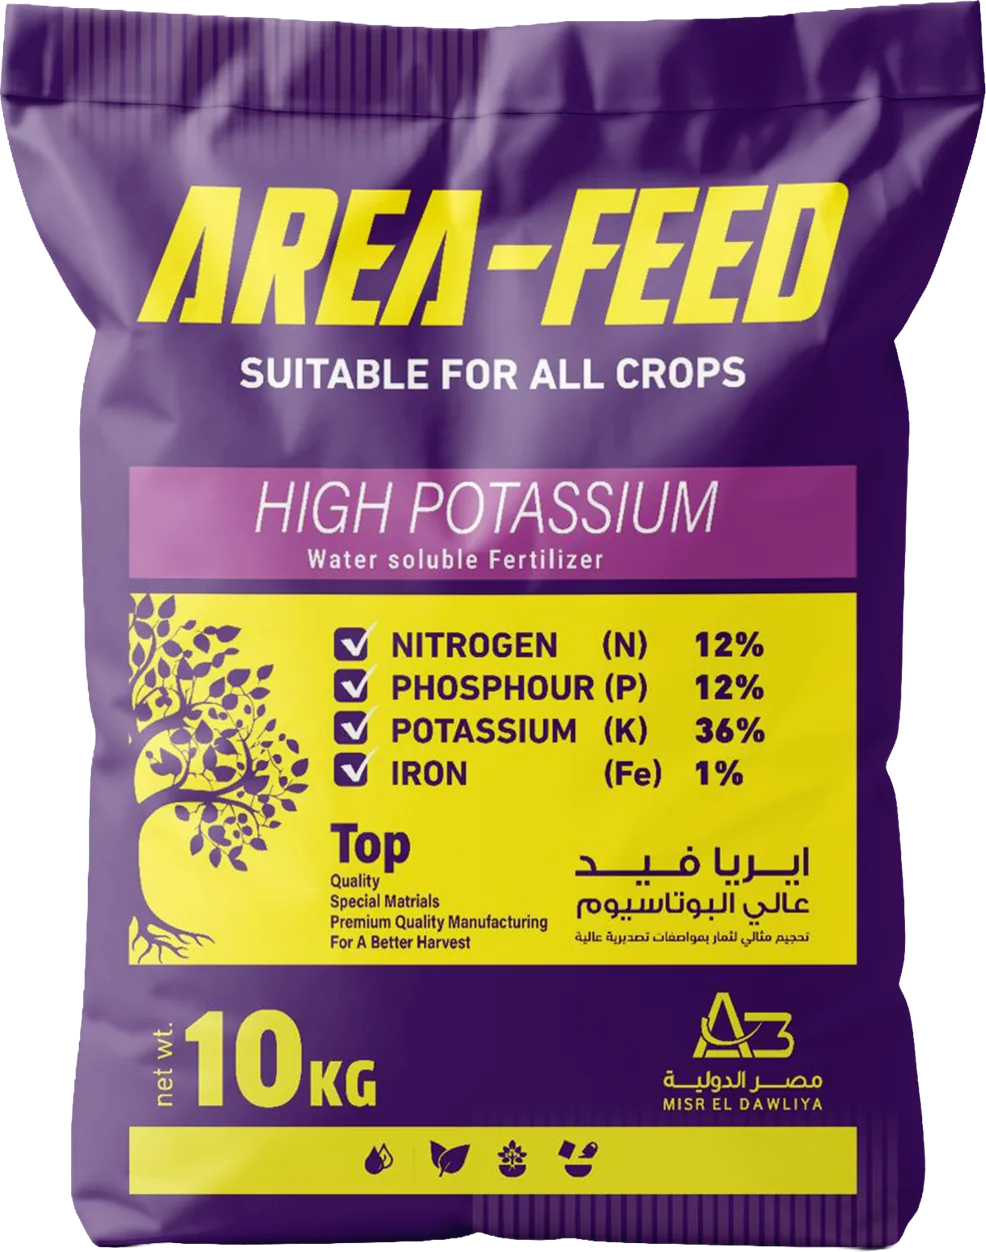 AREA-FEED
SUITABLE FOR ALL CROPS
HIGH POTASSIUM
Water soluble Fertilizer
NITROGEN (N) 12%
PHOSPHOUR (P) 12%
POTASSIUM (K) 36%
IRON (Fe) 1%
Top
Quality
Special Matrials
Premium Quality Manufacturing
For A Better Harvest
ايريا فيد
عالي البوتاسيوم
تحجيم مثالي لثمار بمواصفات تصديرية عالية
net wt. 10KG
A3
مصر الدولية
MISR EL DAWLIYA